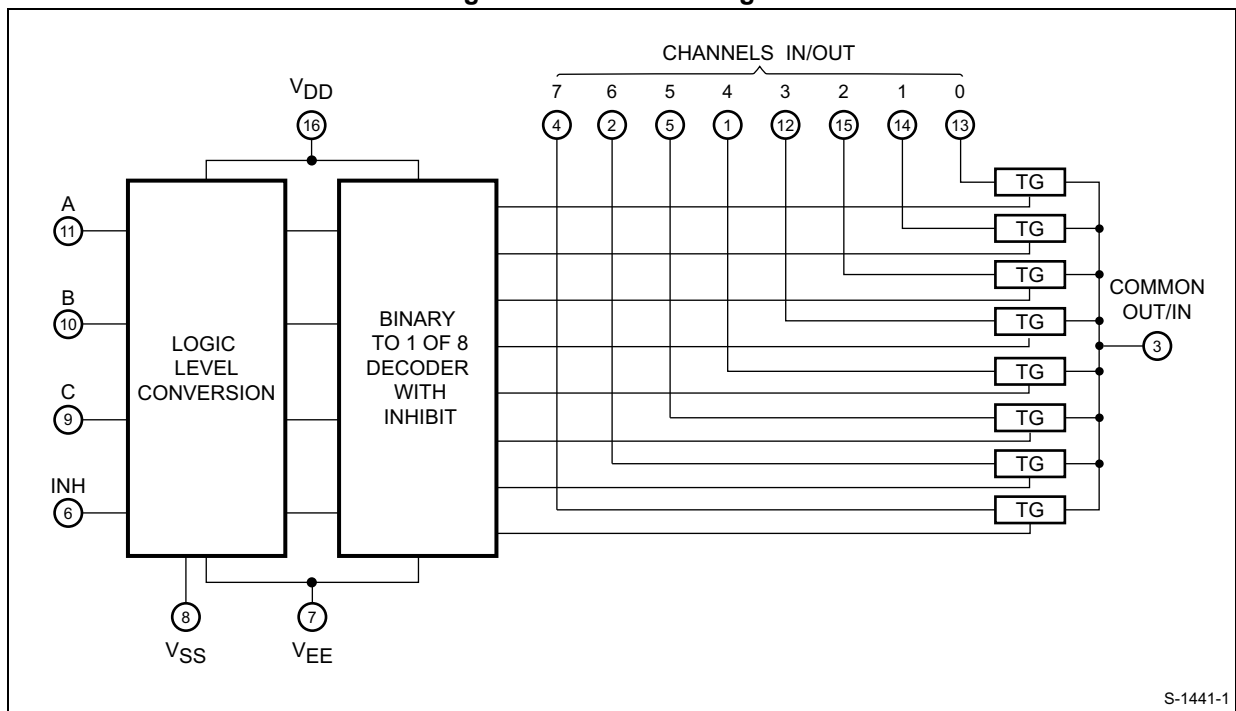 CHANNELS IN/OUT
7 6 5 4 3 2 1 0
4 2 5 1 12 15 14 13
VDD
16
A
11
B
10
C
9
INH
6
LOGIC
LEVEL
CONVERSION
BINARY
TO 1 OF 8
DECODER
WITH
INHIBIT
TG
TG
TG
TG
TG
TG
TG
TG
COMMON
OUT/IN
3
8
VSS
7
VEE
S-1441-1